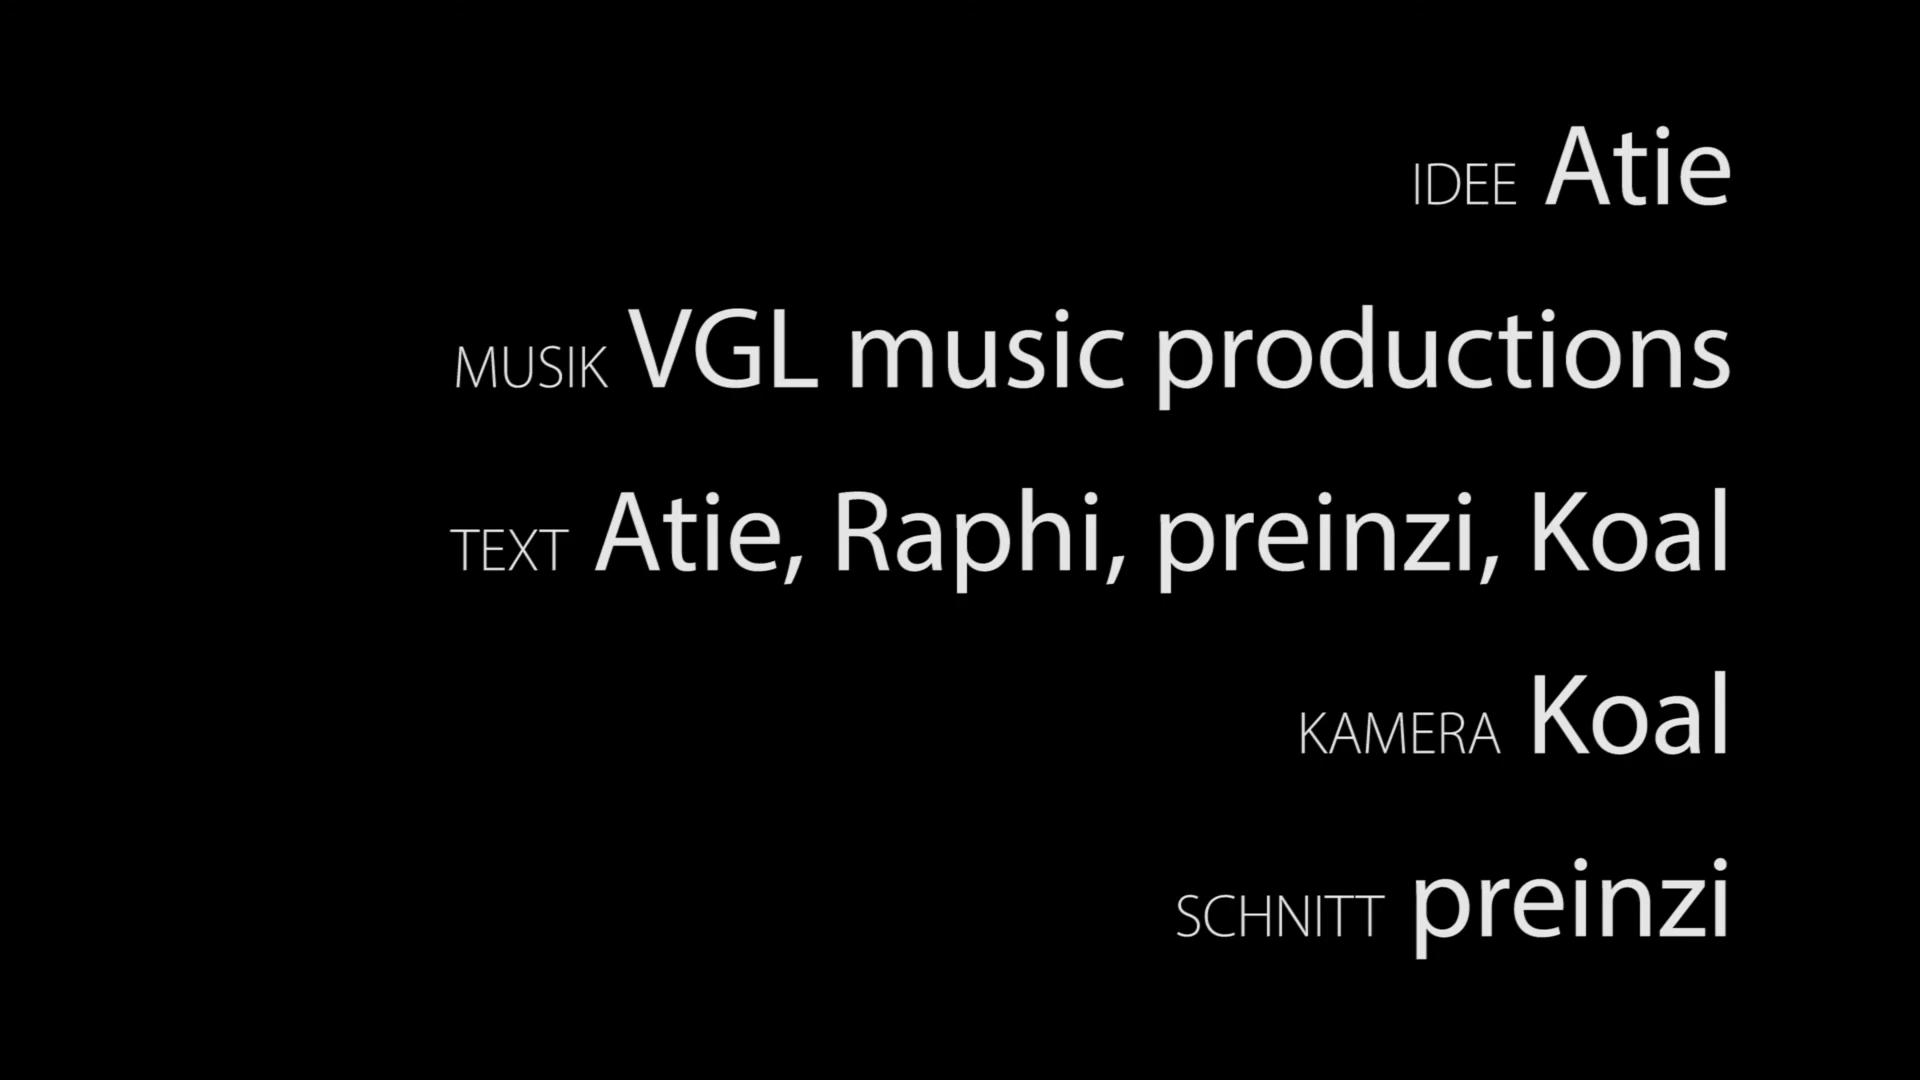 IDEE Atie
MUSIK VGL music productions
TEXT Atie, Raphi, preinzi, Koal
KAMERA Koal
SCHNITT preinzi